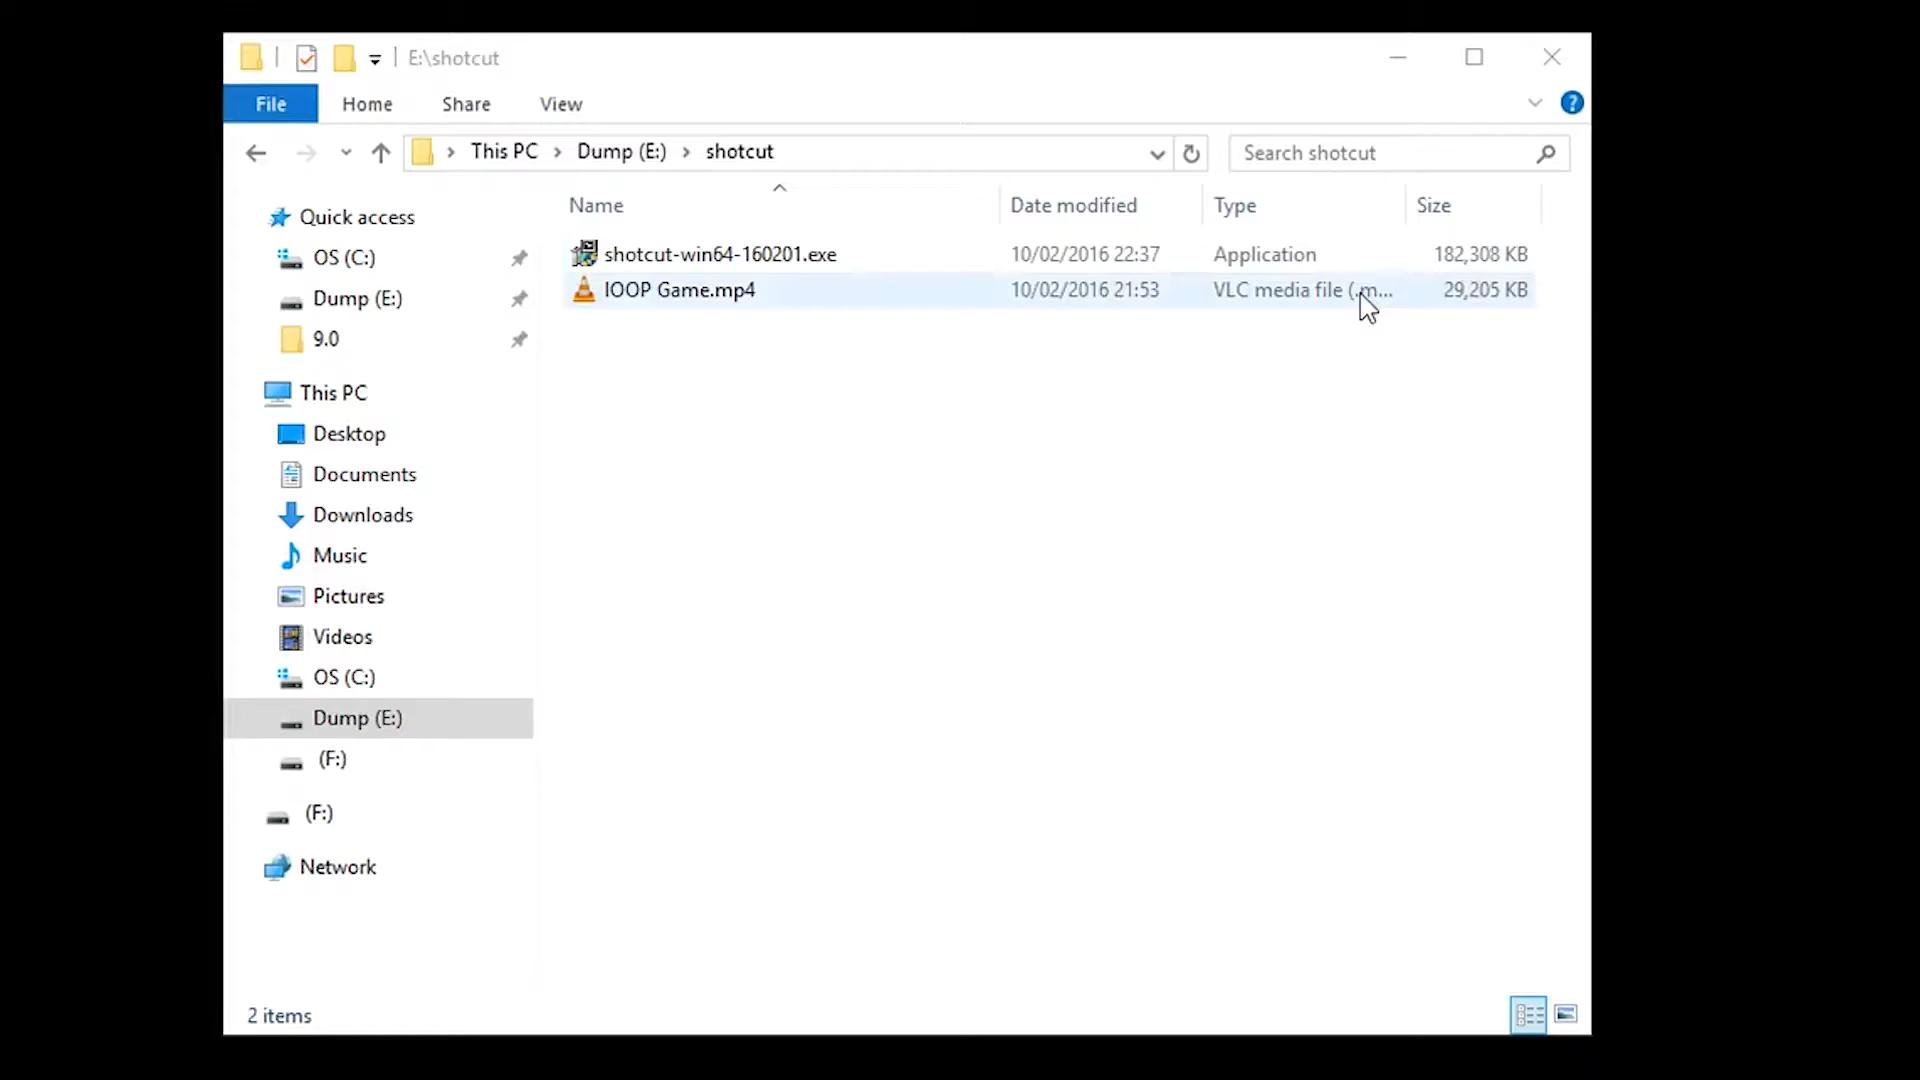 E:\shotcut
File Home Share View
This PC Dump (E:) shotcut Search shotcut
Name Date modified Type Size
shotcut-win64-160201.exe 10/02/2016 22:37 Application 182,308 KB
IOOP Game.mp4 10/02/2016 21:53 VLC media file (.m... 29,205 KB
Quick access
OS (C:)
Dump (E:)
9.0
This PC
Desktop
Documents
Downloads
Music
Pictures
Videos
OS (C:)
Dump (E:)
(F:)
(F:)
Network
2 items